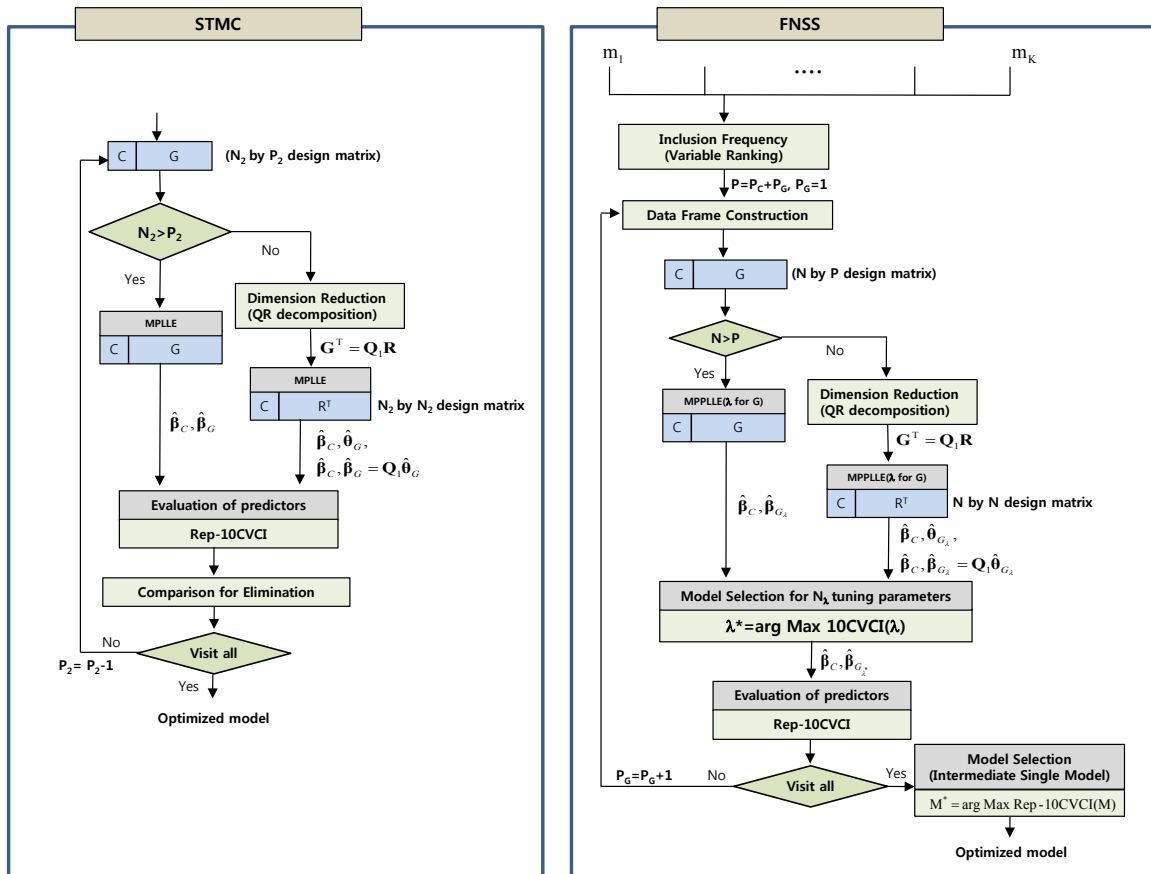 STMC
C G (N₂ by P₂ design matrix)
N₂>P₂
No
Yes
Dimension Reduction
(QR decomposition)
Gᵀ = Q₁R
MPLLE
C G
MPLLE
C Rᵀ
N₂ by N₂ design matrix
β̂_C, β̂_G
β̂_C, θ̂_G,
β̂_C, β̂_G = Q₁θ̂_G
Evaluation of predictors
Rep-10CVCI
Comparison for Elimination
No
Visit all
P₂= P₂-1
Yes
Optimized model
FNSS
m₁ .... m_K
Inclusion Frequency
(Variable Ranking)
P=P_C+P_G, P_G=1
Data Frame Construction
C G (N by P design matrix)
N>P
No
Yes
Dimension Reduction
(QR decomposition)
Gᵀ = Q₁R
MPPLLE(λ for G)
C G
MPPLLE(λ for G)
C Rᵀ
N by N design matrix
β̂_C, β̂_{G_λ}
β̂_C, θ̂_{G_λ},
β̂_C, β̂_{G_λ} = Q₁θ̂_{G_λ}
Model Selection for N_λ tuning parameters
λ*=arg Max 10CVCI(λ)
β̂_C, β̂_{G_λ*}
Evaluation of predictors
Rep-10CVCI
P_G=P_G+1
No
Visit all
Yes
Model Selection
(Intermediate Single Model)
M* = arg Max Rep-10CVCI(M)
Optimized model